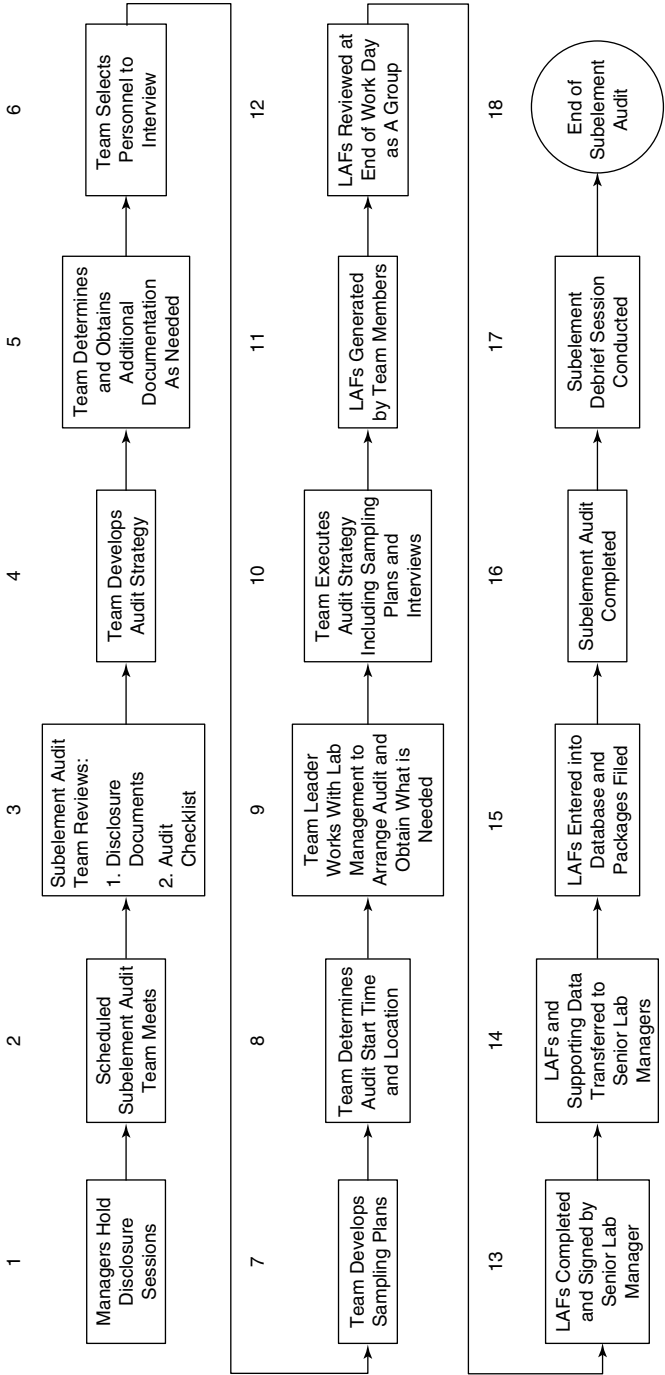 1
Managers Hold
Disclosure
Sessions
2
Scheduled
Subelement Audit
Team Meets
3
Subelement Audit
Team Reviews:
1. Disclosure
Documents
2. Audit
Checklist
4
Team Develops
Audit Strategy
5
Team Determines
and Obtains
Additional
Documentation
As Needed
6
Team Selects
Personnel to
Interview
7
Team Develops
Sampling Plans
8
Team Determines
Audit Start Time
and Location
9
Team Leader
Works With Lab
Management to
Arrange Audit and
Obtain What is
Needed
10
Team Executes
Audit Strategy
Including Sampling
Plans and
Interviews
11
LAFs Generated
by Team Members
12
LAFs Reviewed at
End of Work Day
as A Group
13
LAFs Completed
and Signed by
Senior Lab
Manager
14
LAFs and
Supporting Data
Transferred to
Senior Lab
Managers
15
LAFs Entered into
Database and
Packages Filed
16
Subelement Audit
Completed
17
Subelement
Debrief Session
Conducted
18
End of
Subelement
Audit